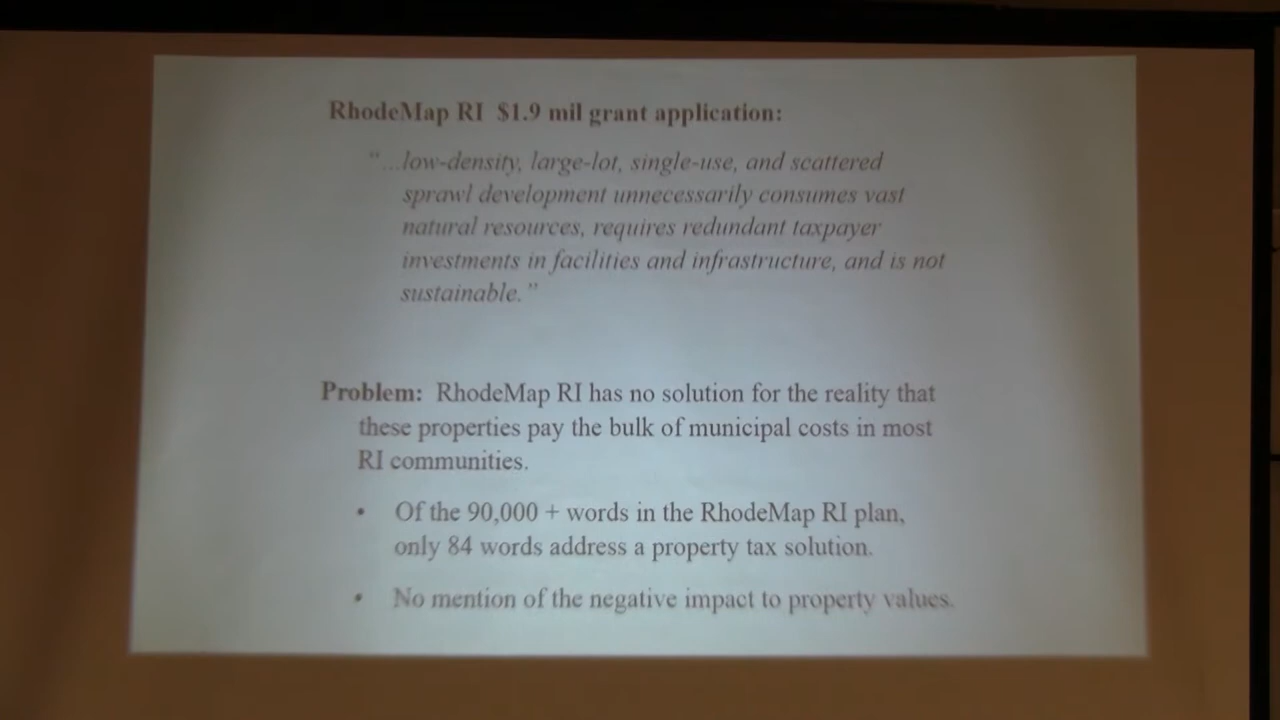 RhodeMap RI $1.9 mil grant application:
“...low-density, large-lot, single-use, and scattered
sprawl development unnecessarily consumes vast
natural resources, requires redundant taxpayer
investments in facilities and infrastructure, and is not
sustainable.”
Problem: RhodeMap RI has no solution for the reality that
these properties pay the bulk of municipal costs in most
RI communities.
• Of the 90,000 + words in the RhodeMap RI plan,
only 84 words address a property tax solution.
• No mention of the negative impact to property values.